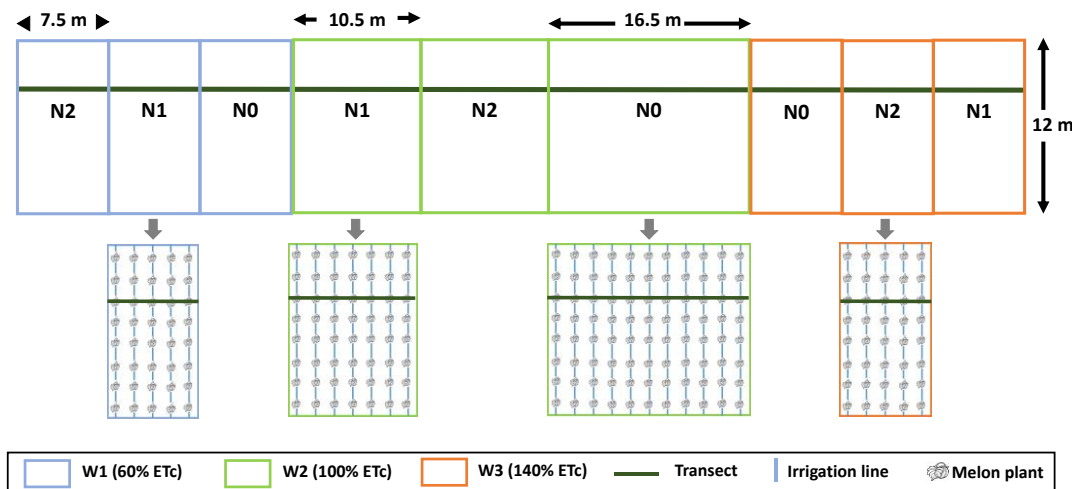 7.5 m
10.5 m
16.5 m
N2
N1
N0
N1
N2
N0
N0
N2
N1
12 m
W1 (60% ETc)
W2 (100% ETc)
W3 (140% ETc)
Transect
Irrigation line
Melon plant